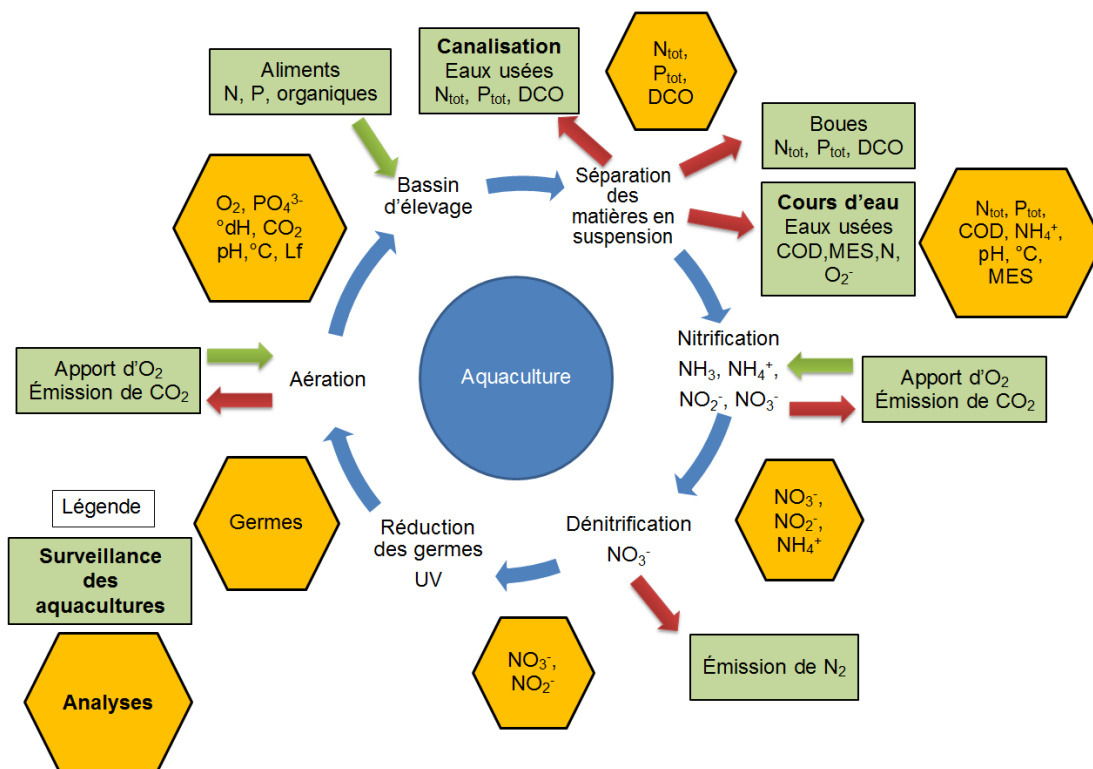 Aliments
N, P, organiques
Canalisation
Eaux usées
Nₜₒₜ, Pₜₒₜ, DCO
Nₜₒₜ,
Pₜₒₜ,
DCO
Boues
Nₜₒₜ, Pₜₒₜ, DCO
Bassin
d'élevage
Séparation
des
matières en
suspension
Cours d'eau
Eaux usées
COD,MES,N,
O₂⁻
Nₜₒₜ, Pₜₒₜ,
COD, NH₄⁺,
pH, °C,
MES
O₂, PO₄³⁻
°dH, CO₂
pH,°C, Lf
Nitrification
NH₃, NH₄⁺,
NO₂⁻, NO₃⁻
Apport d'O₂
Émission de CO₂
Aération
Aquaculture
Apport d'O₂
Émission de CO₂
NO₃⁻,
NO₂⁻,
NH₄⁺
Dénitrification
NO₃⁻
Réduction
des germes
UV
Germes
NO₃⁻,
NO₂⁻
Émission de N₂
Légende
Surveillance
des
aquacultures
Analyses